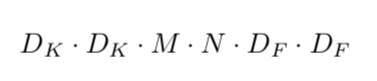 D_K · D_K · M · N · D_F · D_F